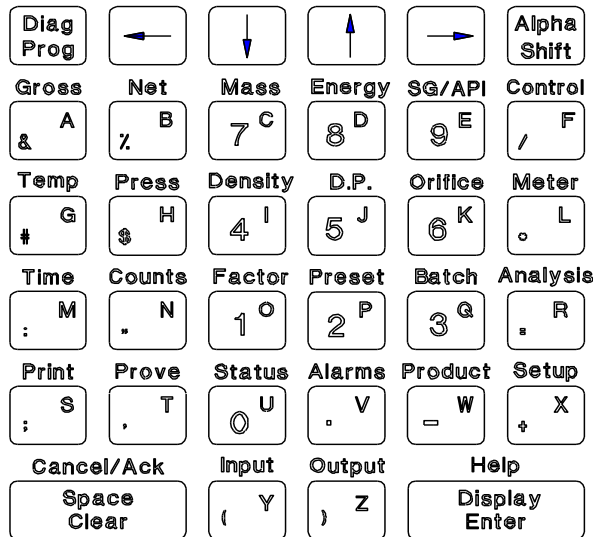 Diag Prog Alpha Shift
Gross Net Mass Energy SG/API Control
& A % B 7 C 8 D 9 E / F
Temp Press Density D.P. Orifice Meter
# G $ H 4 I 5 J 6 K * L
Time Counts Factor Preset Batch Analysis
: M " N 1 O 2 P 3 Q = R
Print Prove Status Alarms Product Setup
; S , T 0 U . V - W + X
Cancel/Ack Input Output Help
Space Clear ( Y ) Z Display Enter